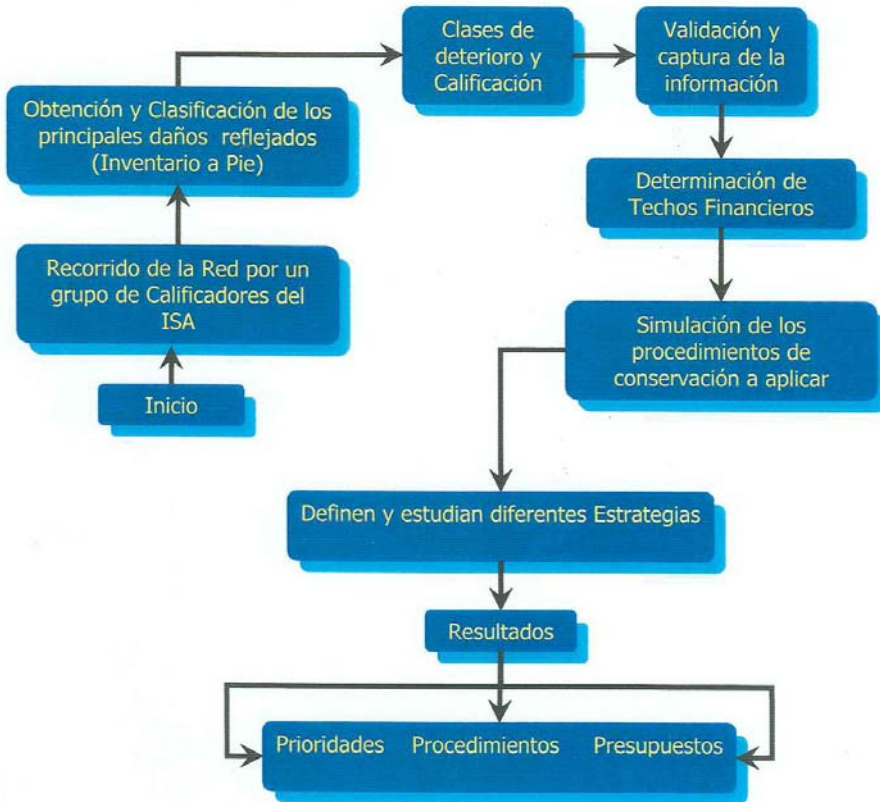 Inicio
Recorrido de la Red por un
grupo de Calificadores del
ISA
Obtención y Clasificación de los
principales daños reflejados
(Inventario a Pie)
Clases de
deterioro y
Calificación
Validación y
captura de la
información
Determinación de
Techos Financieros
Simulación de los
procedimientos de
conservación a aplicar
Definen y estudian diferentes Estrategias
Resultados
Prioridades Procedimientos Presupuestos